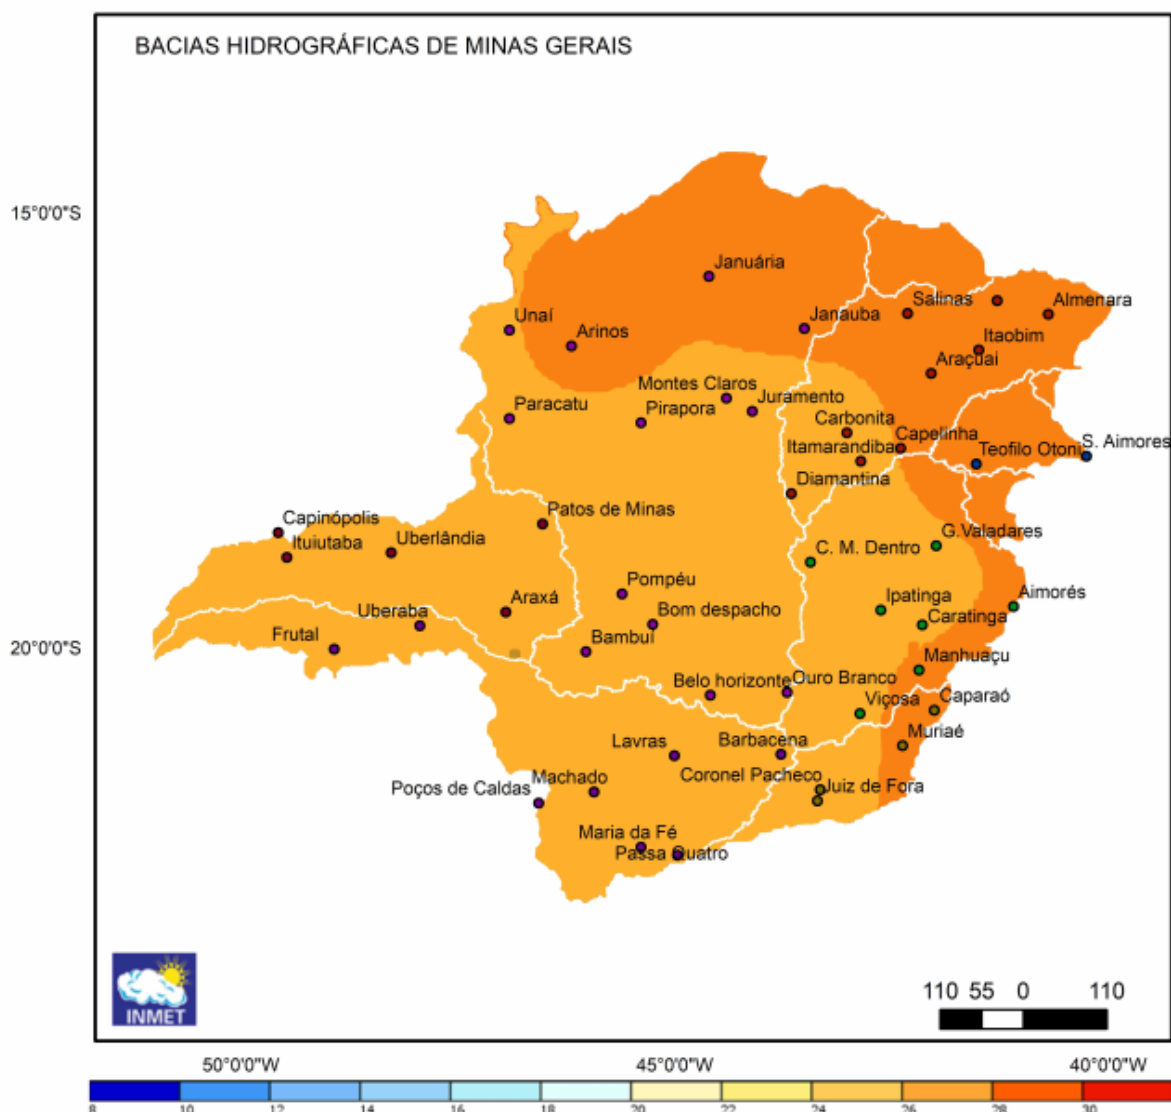 BACIAS HIDROGRÁFICAS DE MINAS GERAIS
15°0'0"S
Januária
Salinas
Almenara
Unaí
Janauba
Arinos
Itaobim
Araçuai
Montes Claros
Paracatu
Pirapora
Juramento
Carbonita
Capelinha
S. Aimores
Itamarandiba
Teofilo Otoni
Diamantina
Capinópolis
Patos de Minas
Ituiutaba
Uberlândia
G.Valadares
C. M. Dentro
Pompéu
Araxá
Ipatinga
Aimorés
Uberaba
Bom despacho
Caratinga
Frutal
Bambuí
20°0'0"S
Manhuaçu
Belo horizonte
Ouro Branco
Viçosa
Caparaó
Lavras
Barbacena
Muriaé
Machado
Coronel Pacheco
Poços de Caldas
Juiz de Fora
Maria da Fé
Passa Quatro
INMET
110 55 0 110
50°0'0"W 45°0'0"W 40°0'0"W
8 10 12 14 16 18 20 22 24 26 28 30